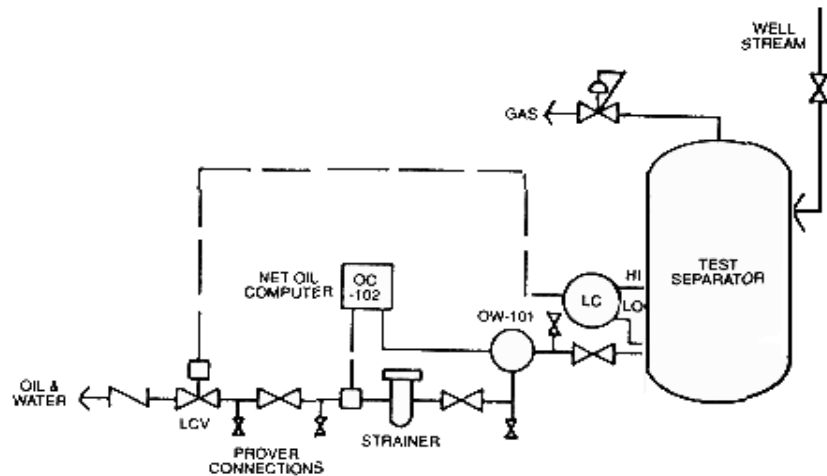 WELL
STREAM
GAS
TEST
SEPARATOR
HI
LO
LC
NET OIL
COMPUTER
OC
-102
OW-101
OIL &
WATER
LCV
STRAINER
PROVER
CONNECTIONS